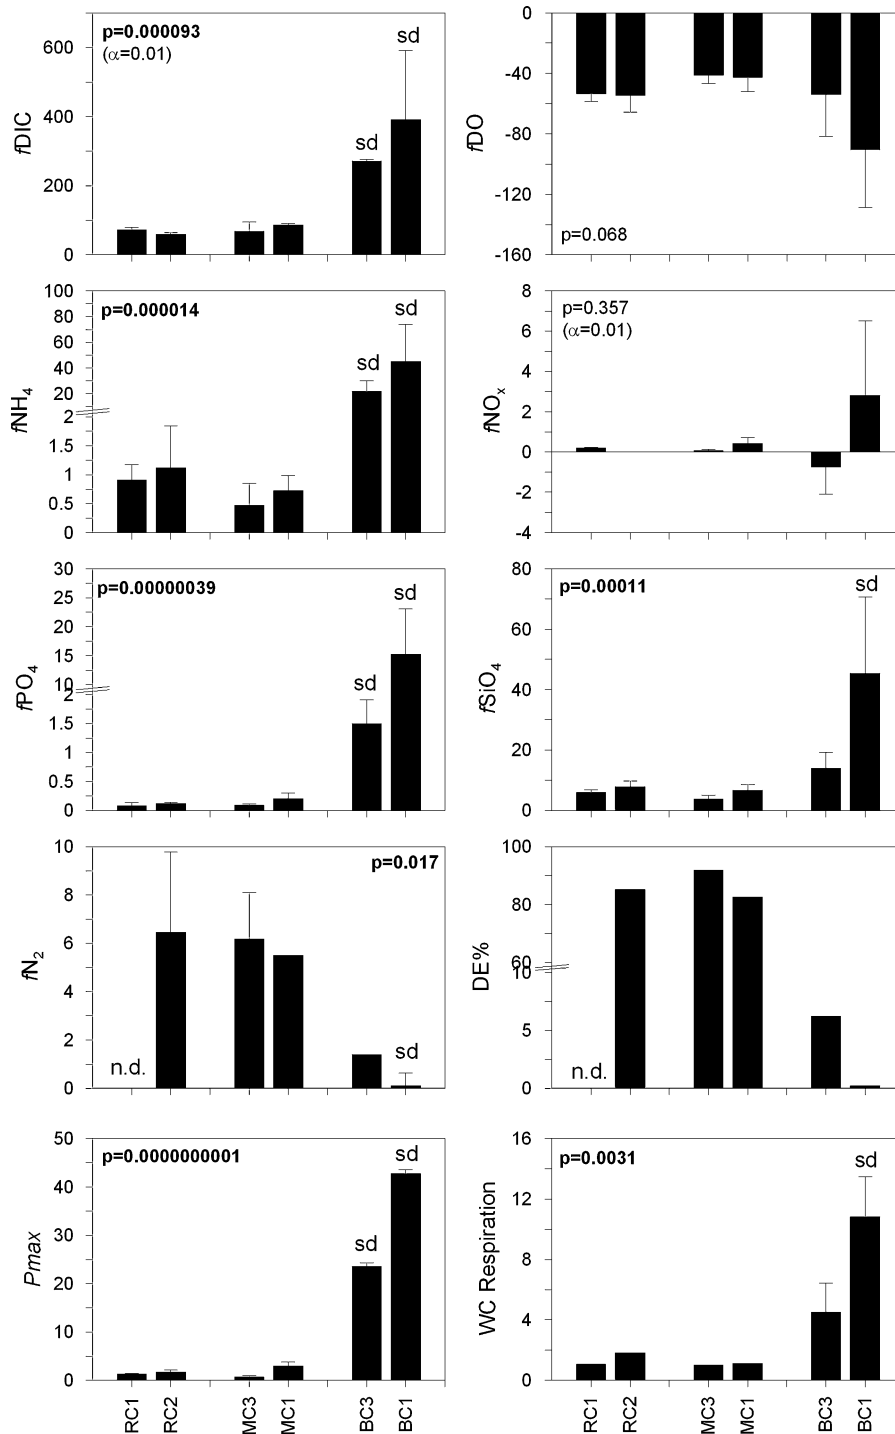 p=0.000093
(α=0.01)
sd
sd
fDIC
600
400
200
0
fDO
0
-40
-80
-120
-160
p=0.068
p=0.000014
sd
sd
fNH4
100
80
60
40
20
2
1.5
1
0.5
0
p=0.357
(α=0.01)
fNOx
8
6
4
2
0
-2
-4
p=0.00000039
sd
sd
fPO4
30
25
20
15
10
2
1.5
1
0.5
0
p=0.00011
sd
fSiO4
80
60
40
20
0
p=0.017
sd
n.d.
fN2
10
8
6
4
2
0
DE%
100
80
60
10
5
0
n.d.
p=0.0000000001
sd
sd
Pmax
50
40
30
20
10
0
RC1
RC2
MC3
MC1
BC3
BC1
p=0.0031
sd
WC Respiration
16
12
8
4
0
RC1
RC2
MC3
MC1
BC3
BC1